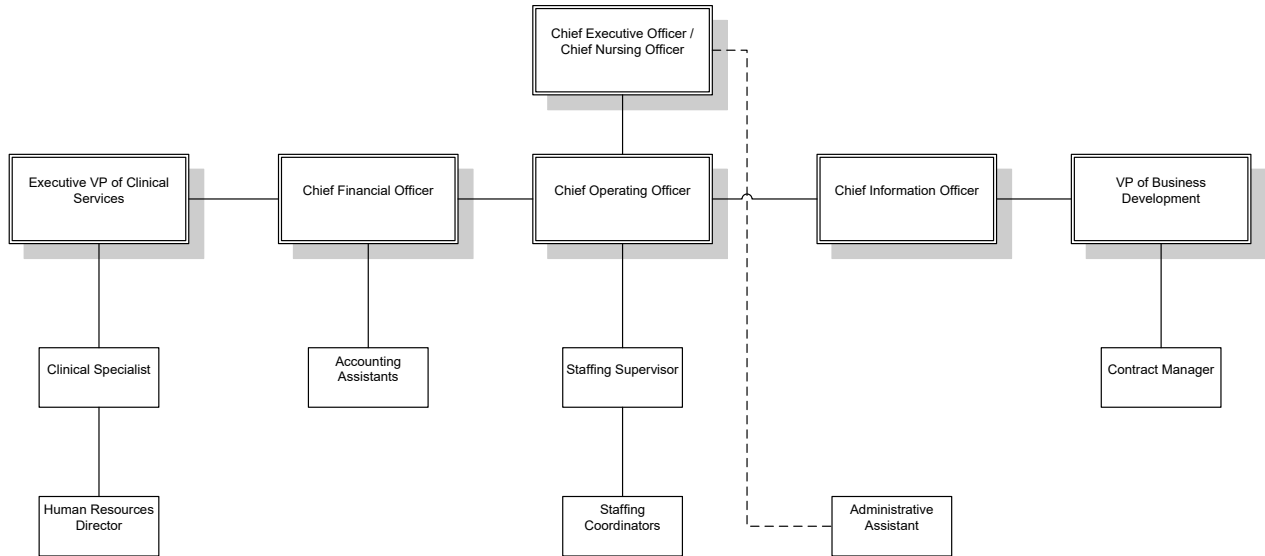 Chief Executive Officer /
Chief Nursing Officer
Executive VP of Clinical
Services
Chief Financial Officer
Chief Operating Officer
Chief Information Officer
VP of Business
Development
Clinical Specialist
Accounting
Assistants
Staffing Supervisor
Contract Manager
Human Resources
Director
Staffing
Coordinators
Administrative
Assistant